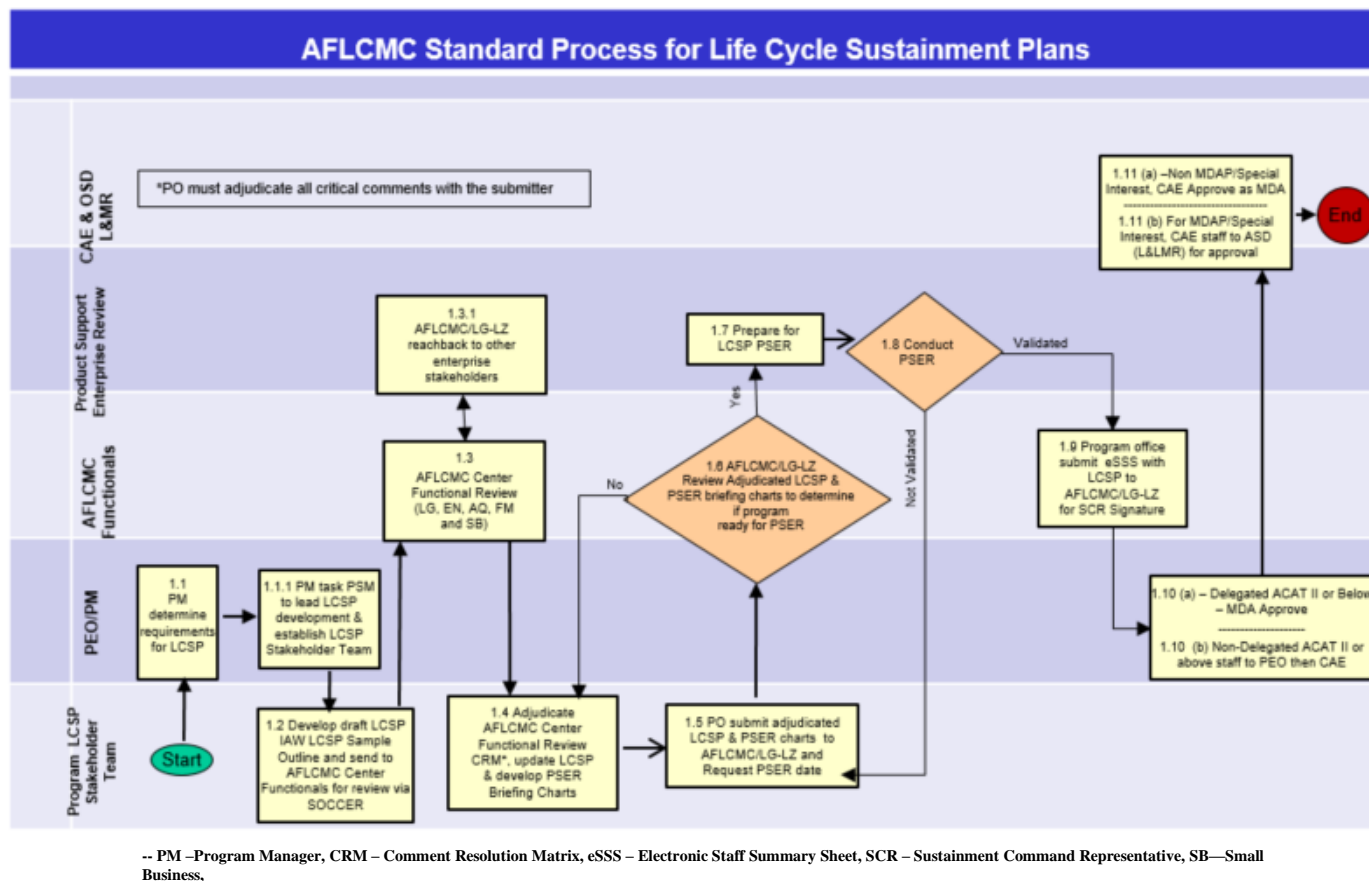 AFLCMC Standard Process for Life Cycle Sustainment Plans
CAE & OSD
L&MR
*PO must adjudicate all critical comments with the submitter
1.11 (a) –Non MDAP/Special
Interest, CAE Approve as MDA
--------------------------------
1.11 (b) For MDAP/Special
Interest, CAE staff to ASD
(L&LMR) for approval
End
Product Support
Enterprise Review
1.3.1
AFLCMC/LG-LZ
reachback to other
enterprise
stakeholders
1.7 Prepare for
LCSP PSER
1.8 Conduct
PSER
Validated
Not Validated
Yes
No
AFLCMC
Functionals
1.3
AFLCMC Center
Functional Review
(LG, EN, AQ, FM
and SB)
1.6 AFLCMC/LG-LZ
Review Adjudicated LCSP &
PSER briefing charts to determine
if program
ready for PSER
1.9 Program office
submit eSSS with
LCSP to
AFLCMC/LG-LZ
for SCR Signature
PEO/PM
1.1
PM
determine
requirements
for LCSP
1.1.1 PM task PSM
to lead LCSP
development &
establish LCSP
Stakeholder Team
1.10 (a) – Delegated ACAT II or Below
– MDA Approve
--------------------
1.10 (b) Non-Delegated ACAT II or
above staff to PEO then CAE
Program LCSP
Stakeholder
Team
Start
1.2 Develop draft LCSP
IAW LCSP Sample
Outline and send to
AFLCMC Center
Functionals for review via
SOCCER
1.4 Adjudicate
AFLCMC Center
Functional Review
CRM*, update LCSP
& develop PSER
Briefing Charts
1.5 PO submit adjudicated
LCSP & PSER charts to
AFLCMC/LG-LZ and
Request PSER date
-- PM –Program Manager, CRM – Comment Resolution Matrix, eSSS – Electronic Staff Summary Sheet, SCR – Sustainment Command Representative, SB—Small
Business,